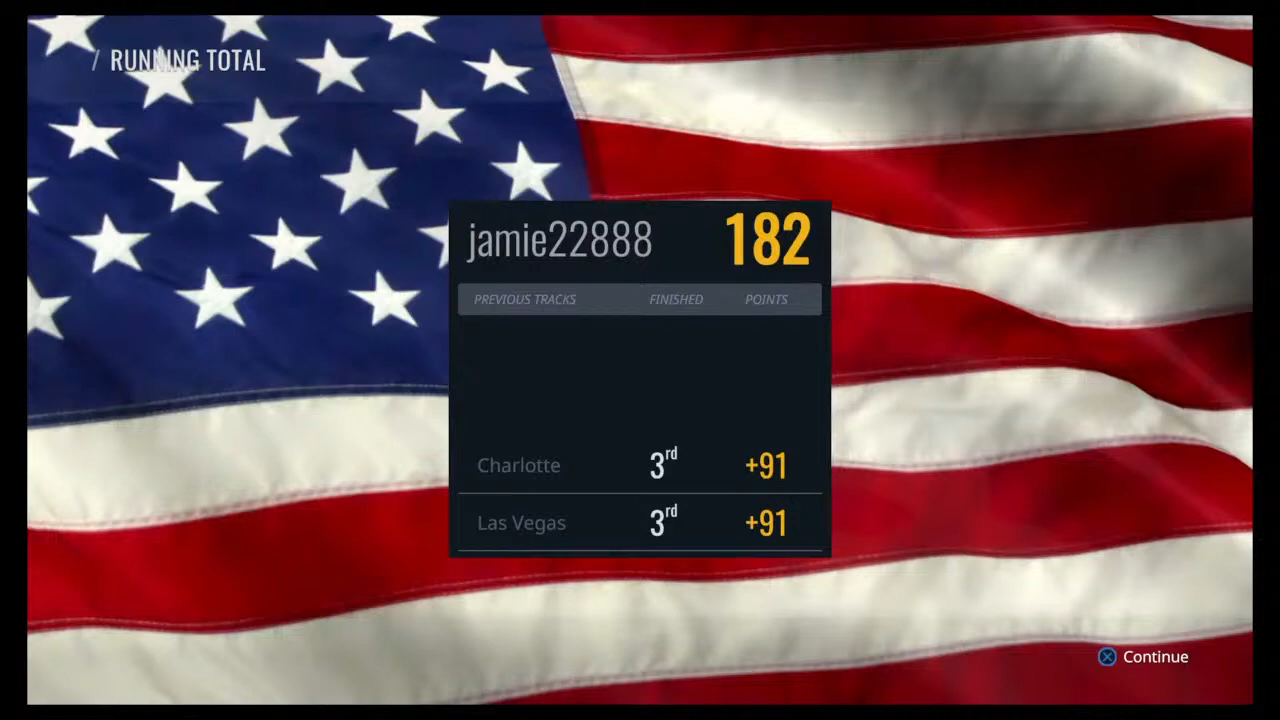 / RUNNING TOTAL
jamie22888 182
PREVIOUS TRACKS FINISHED POINTS
Charlotte 3rd +91
Las Vegas 3rd +91
Continue